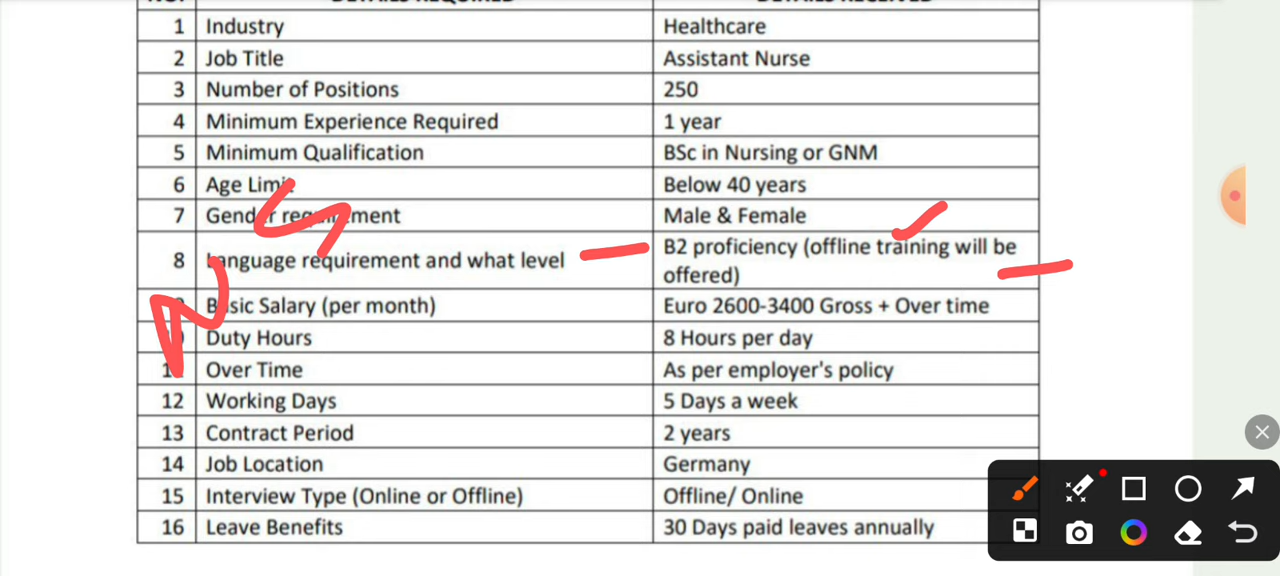 NO. DETAILS REQUIRED DETAILS RECEIVED
1 Industry Healthcare
2 Job Title Assistant Nurse
3 Number of Positions 250
4 Minimum Experience Required 1 year
5 Minimum Qualification BSc in Nursing or GNM
6 Age Limit Below 40 years
7 Gender requirement Male & Female
8 Language requirement and what level B2 proficiency (offline training will be
offered)
Basic Salary (per month) Euro 2600-3400 Gross + Over time
Duty Hours 8 Hours per day
Over Time As per employer's policy
12 Working Days 5 Days a week
13 Contract Period 2 years
14 Job Location Germany
15 Interview Type (Online or Offline) Offline/ Online
16 Leave Benefits 30 Days paid leaves annually